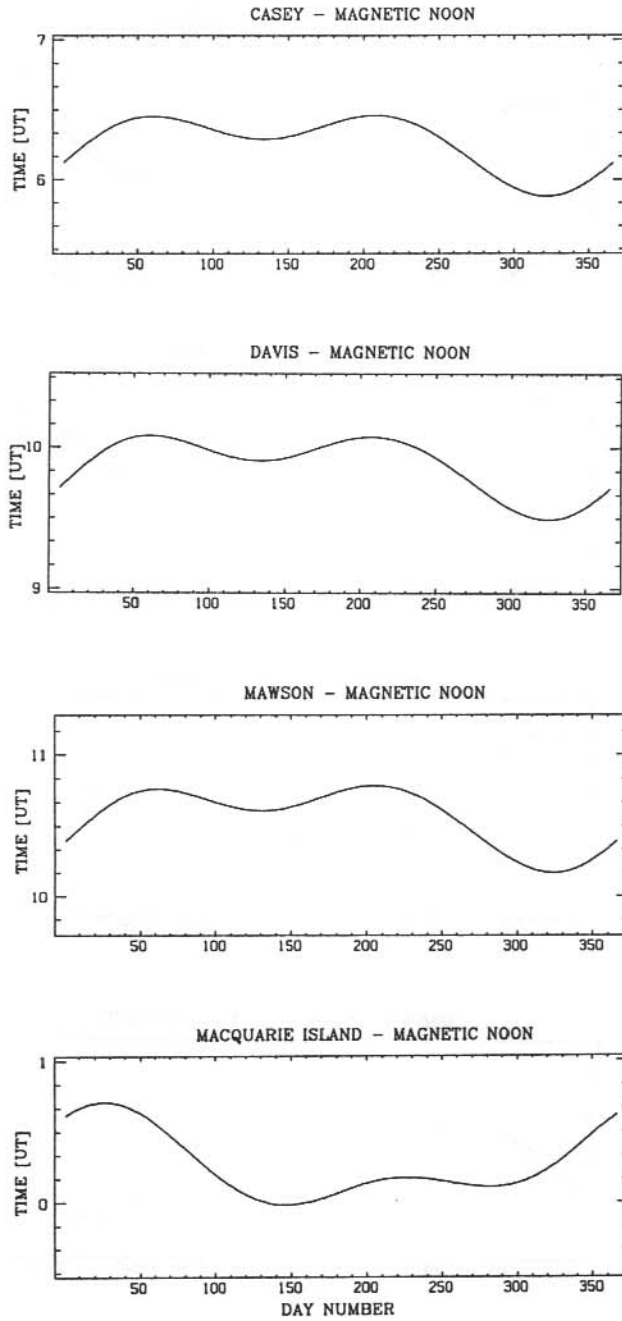 CASEY - MAGNETIC NOON
7
6
TIME [UT]
50 100 150 200 250 300 350
DAVIS - MAGNETIC NOON
10
9
TIME [UT]
50 100 150 200 250 300 350
MAWSON - MAGNETIC NOON
11
10
TIME [UT]
50 100 150 200 250 300 350
MACQUARIE ISLAND - MAGNETIC NOON
1
0
TIME [UT]
50 100 150 200 250 300 350
DAY NUMBER